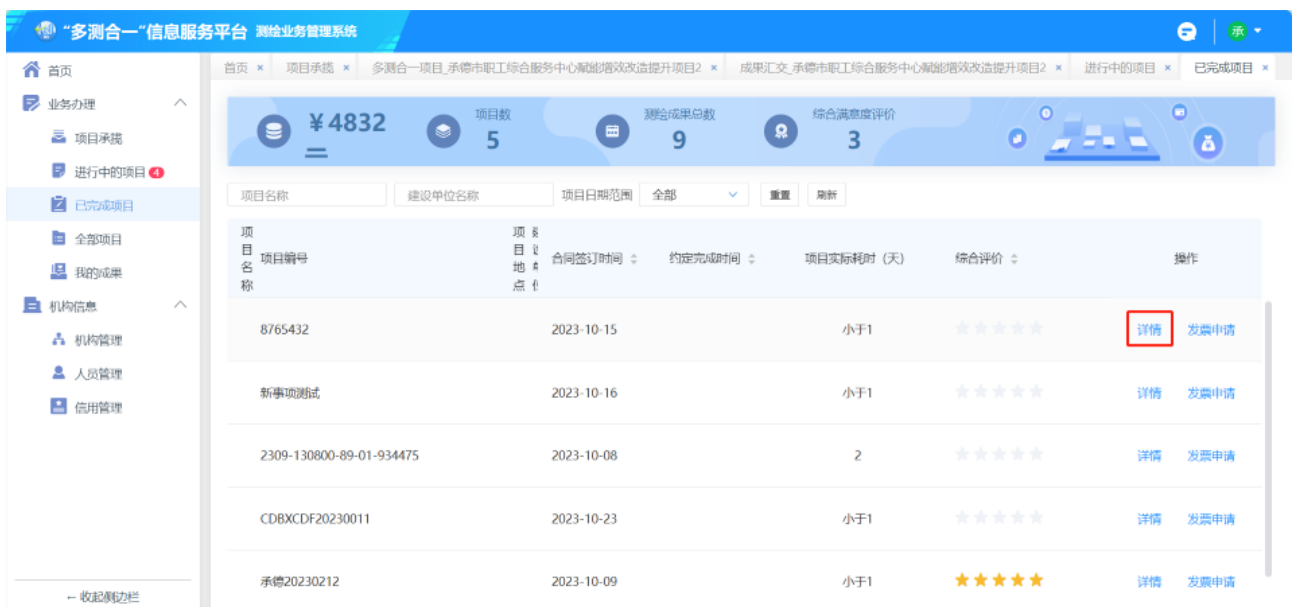 “多测合一“信息服务平台 测绘业务管理系统
承
首页
业务办理
项目承揽
进行中的项目 4
已完成项目
全部项目
我的成果
机构信息
机构管理
人员管理
信用管理
← 收起侧边栏
首页 × 项目承揽 × 多测合一项目_承德市职工综合服务中心赋能增效改造提升项目2 × 成果汇交_承德市职工综合服务中心赋能增效改造提升项目2 × 进行中的项目 × 已完成项目 ×
¥4832 项目数 5 测绘成果总数 9 综合满意度评价 3
项目名称 建设单位名称 项目日期范围 全部 重置 刷新
项目名称 项目编号 项目地点 合同签订时间 约定完成时间 项目实际耗时（天） 综合评价 操作
8765432 2023-10-15 小于1 详情 发票申请
新事项测试 2023-10-16 小于1 详情 发票申请
2309-130800-89-01-934475 2023-10-08 2 详情 发票申请
CDBXCDF20230011 2023-10-23 小于1 详情 发票申请
承德20230212 2023-10-09 小于1 详情 发票申请